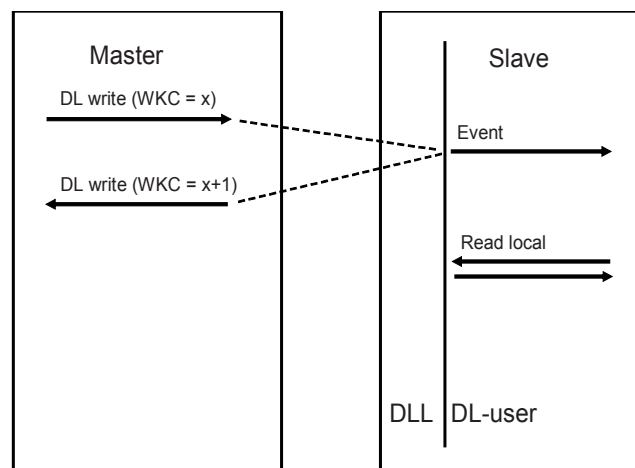 Master
Slave
DL write (WKC = x)
Event
DL write (WKC = x+1)
Read local
DLL
DL-user